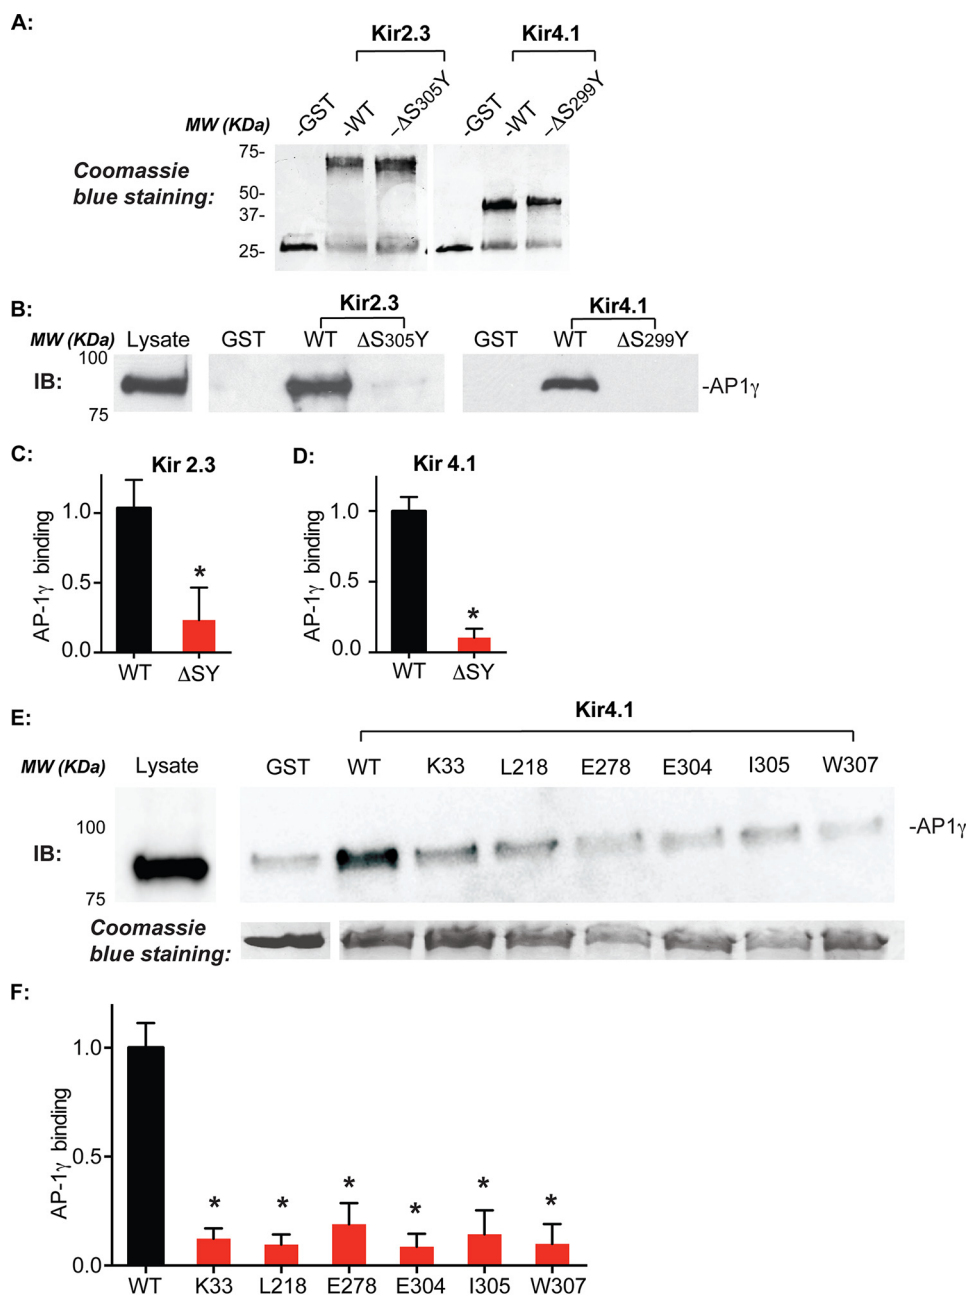 A:
Kir2.3 Kir4.1
MW (KDa) -GST -WT -ΔS305Y -GST -WT -ΔS299Y
Coomassie
blue staining:
75-
50-
37-
25-
B:
Kir2.3 Kir4.1
MW (KDa) Lysate GST WT ΔS305Y GST WT ΔS299Y
100
IB: -AP1γ
75
C: D:
Kir 2.3 Kir 4.1
AP-1γ binding
1.0
0.5
0.0
WT ΔSY
AP-1γ binding
1.0
0.5
0.0
WT ΔSY
*
*
E:
Kir4.1
MW (KDa) Lysate GST WT K33 L218 E278 E304 I305 W307
100 -AP1γ
IB:
75
Coomassie
blue staining:
F:
AP-1γ binding
1.0
0.5
0.0
* * * * * *
WT K33 L218 E278 E304 I305 W307